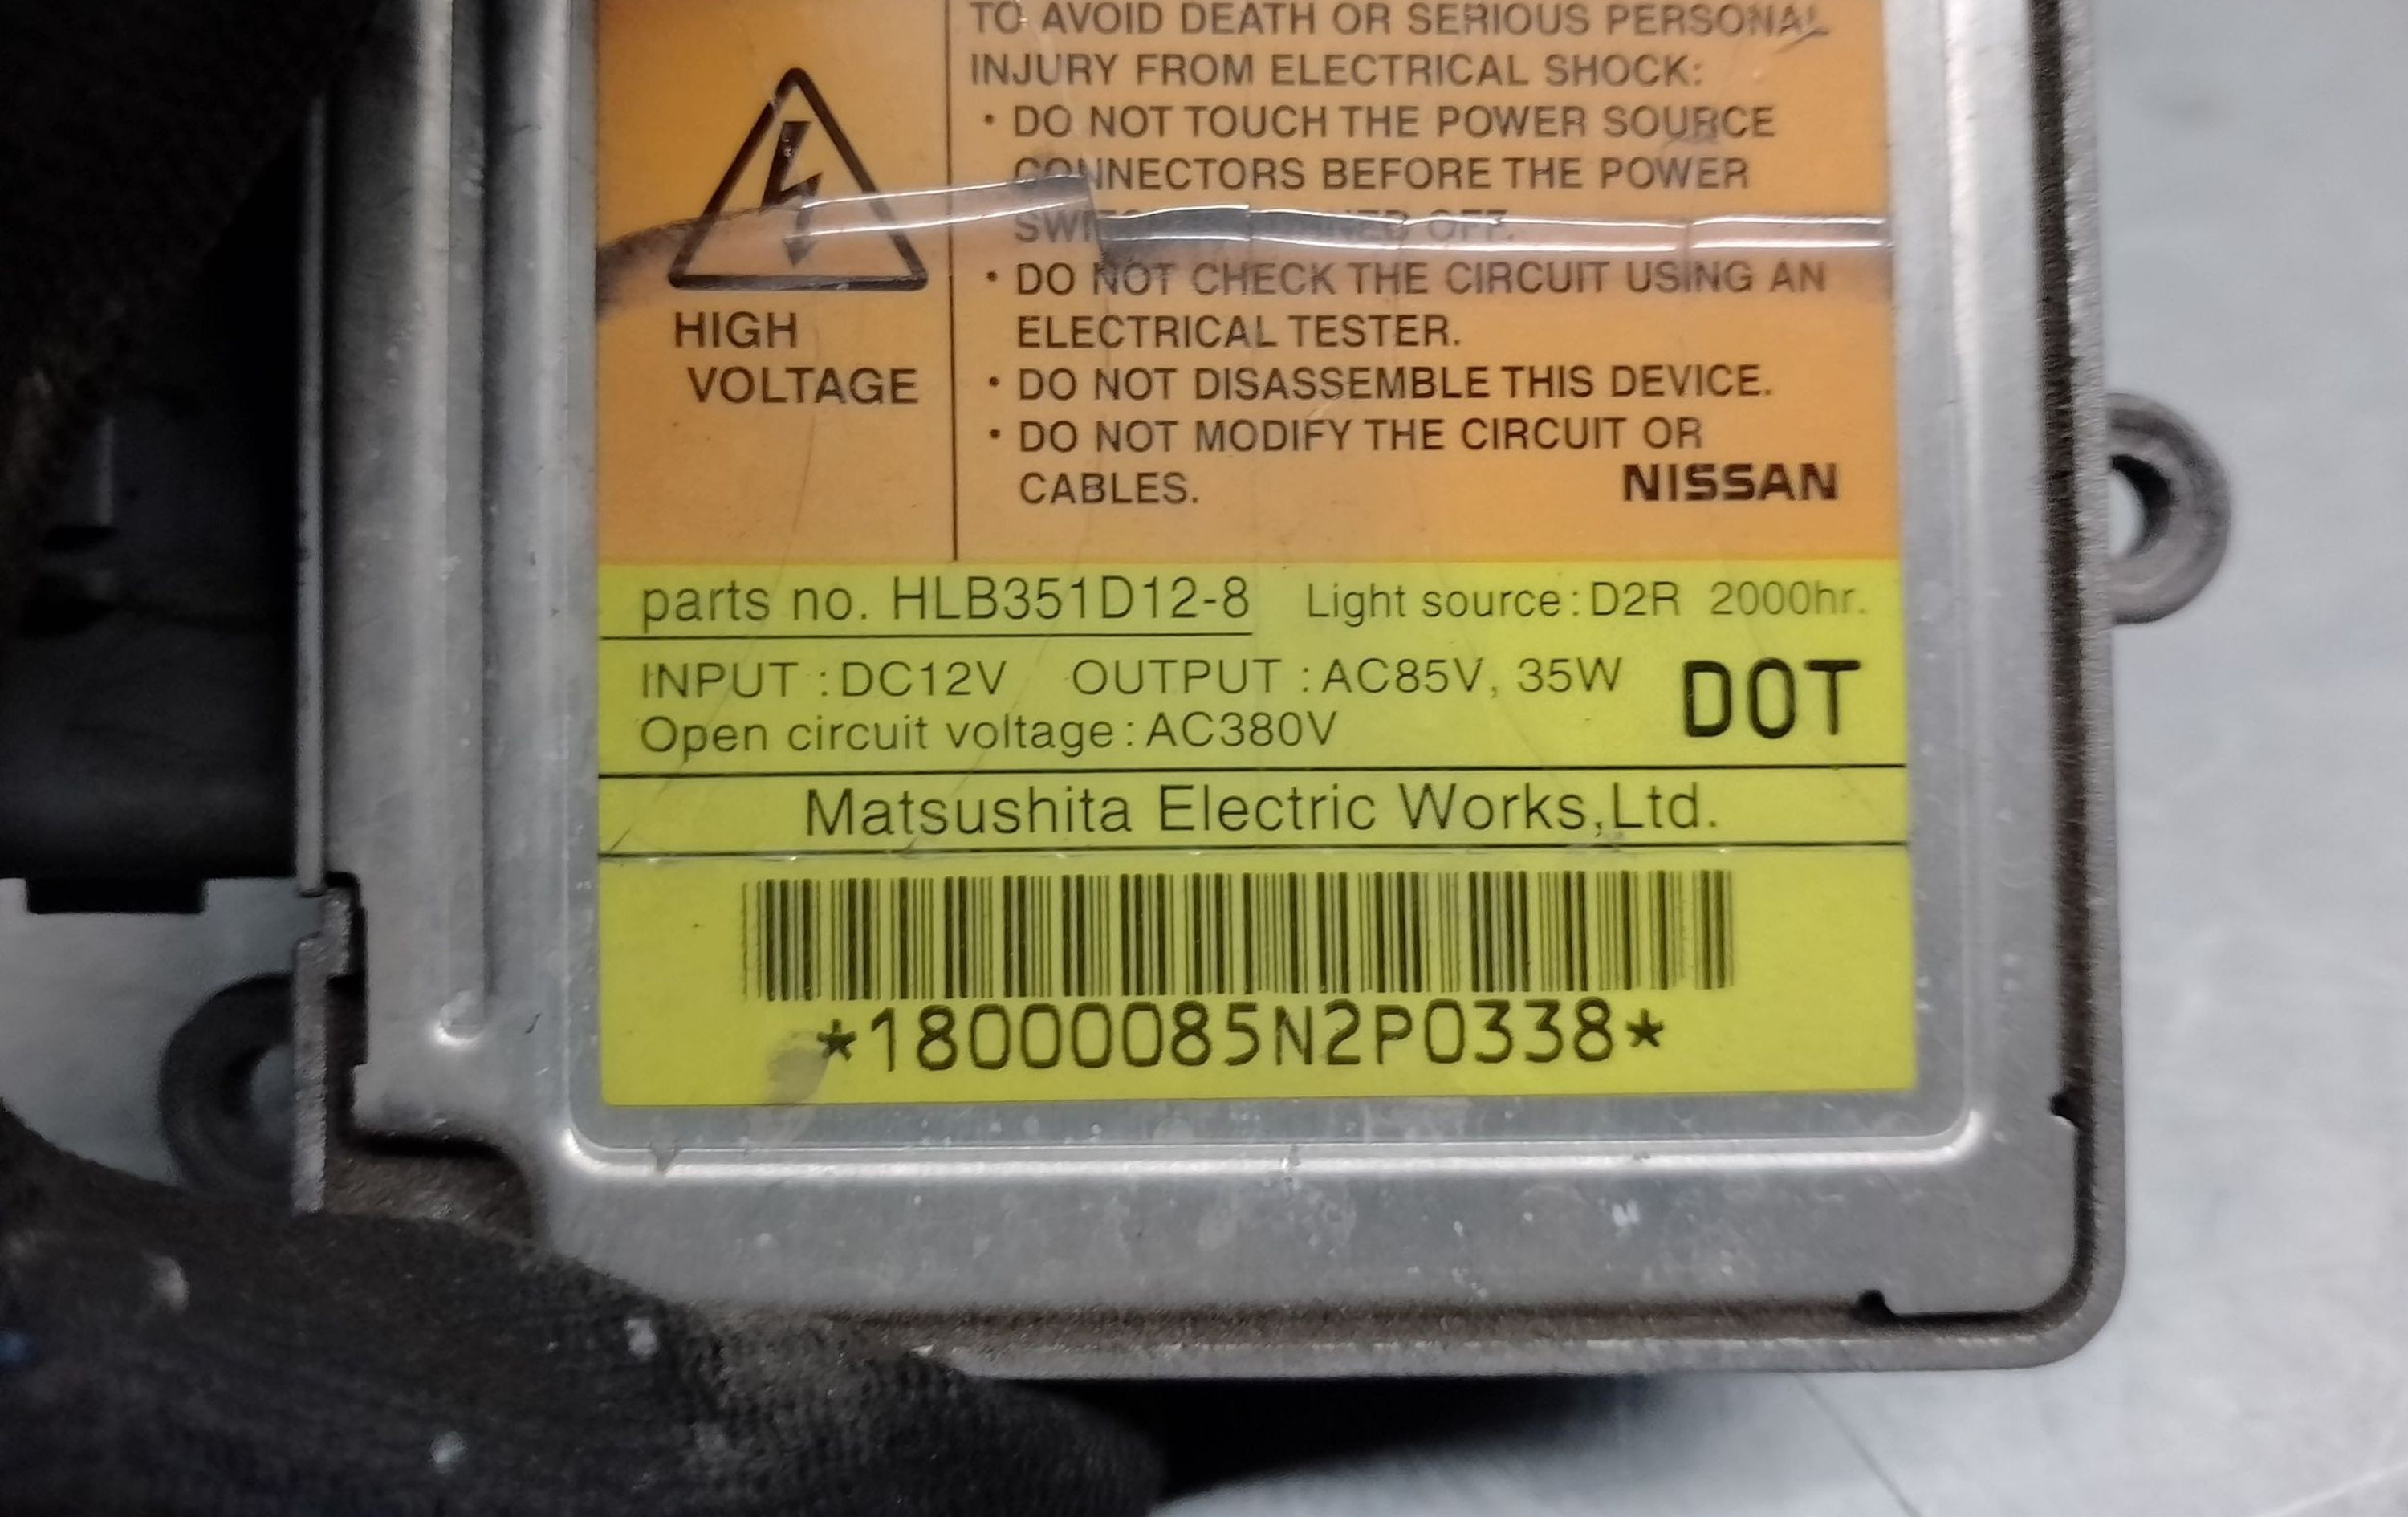 TO AVOID DEATH OR SERIOUS PERSONAL
INJURY FROM ELECTRICAL SHOCK:
• DO NOT TOUCH THE POWER SOURCE
CONNECTORS BEFORE THE POWER
OFF.
• DO NOT CHECK THE CIRCUIT USING AN
ELECTRICAL TESTER.
• DO NOT DISASSEMBLE THIS DEVICE.
• DO NOT MODIFY THE CIRCUIT OR
CABLES.
NISSAN
HIGH
VOLTAGE
parts no. HLB351D12-8 Light source:D2R 2000hr.
INPUT :DC12V OUTPUT :AC85V, 35W
Open circuit voltage:AC380V
DOT
Matsushita Electric Works,Ltd.
*18000085N2P0338*